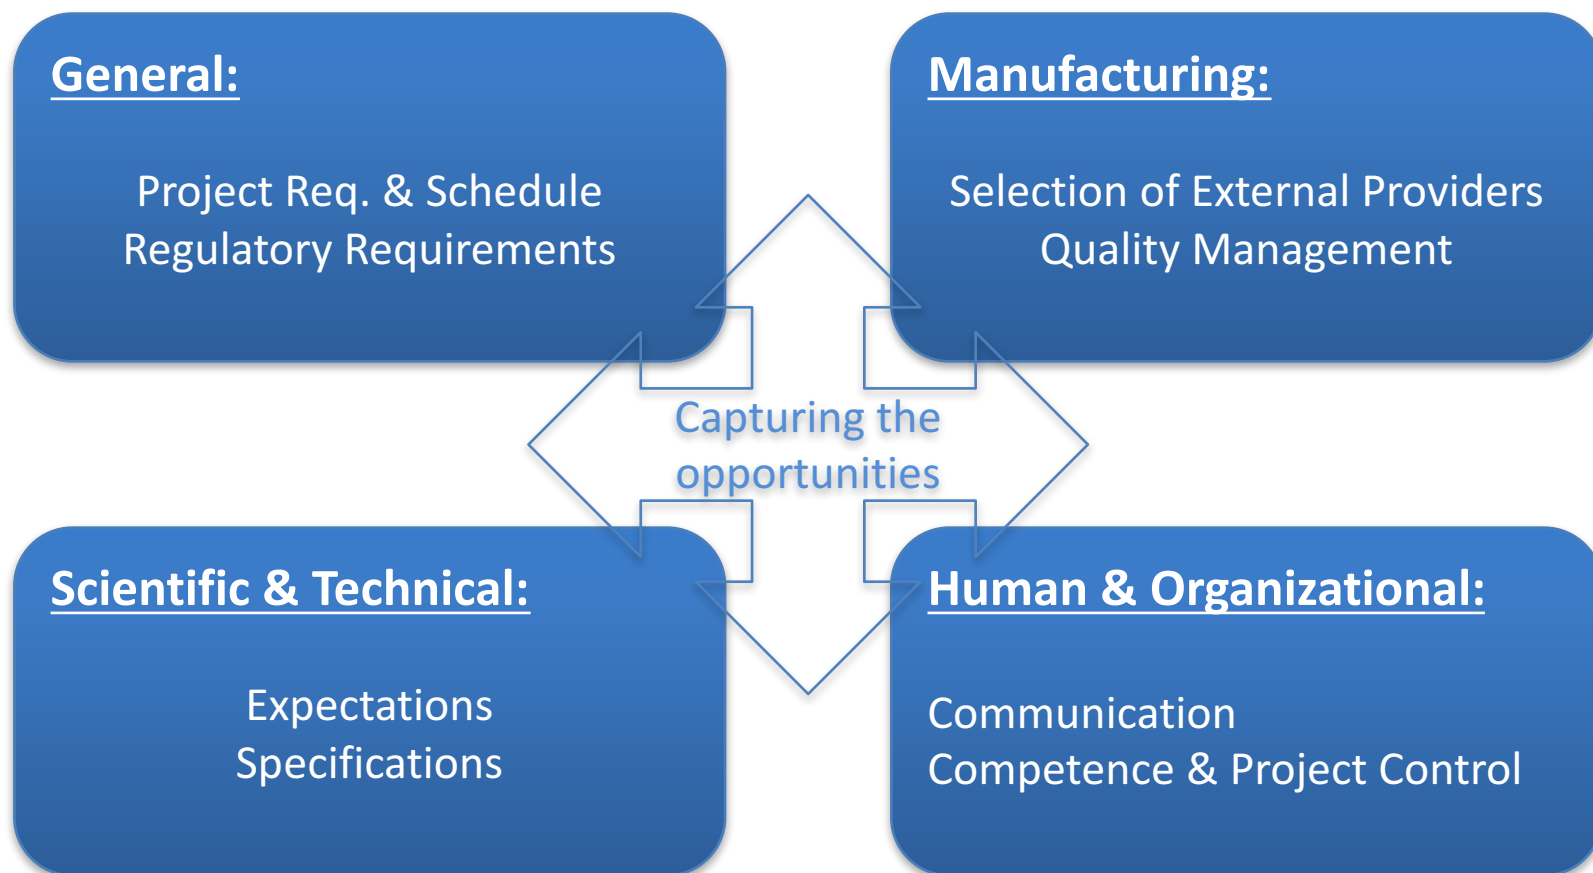 General:
Project Req. & Schedule
Regulatory Requirements
Manufacturing:
Selection of External Providers
Quality Management
Capturing the
opportunities
Scientific & Technical:
Expectations
Specifications
Human & Organizational:
Communication
Competence & Project Control